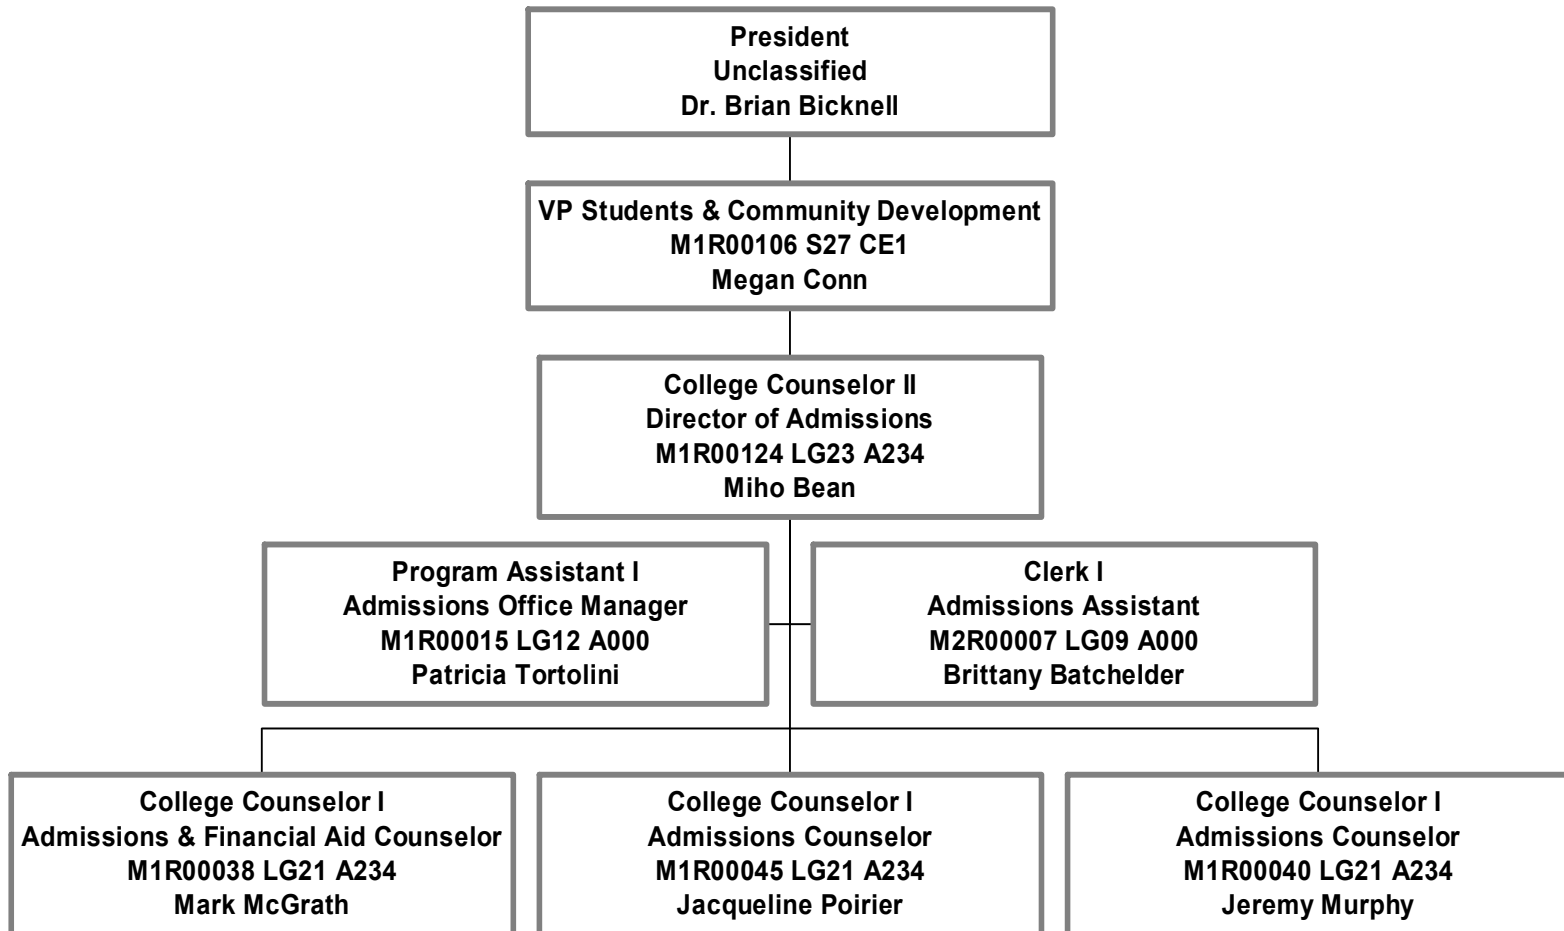 President
Unclassified
Dr. Brian Bicknell
VP Students & Community Development
M1R00106 S27 CE1
Megan Conn
College Counselor II
Director of Admissions
M1R00124 LG23 A234
Miho Bean
Program Assistant I
Admissions Office Manager
M1R00015 LG12 A000
Patricia Tortolini
Clerk I
Admissions Assistant
M2R00007 LG09 A000
Brittany Batchelder
College Counselor I
Admissions & Financial Aid Counselor
M1R00038 LG21 A234
Mark McGrath
College Counselor I
Admissions Counselor
M1R00045 LG21 A234
Jacqueline Poirier
College Counselor I
Admissions Counselor
M1R00040 LG21 A234
Jeremy Murphy